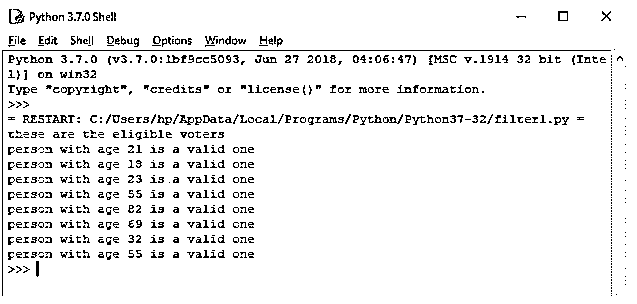 Python 3.7.0 Shell
File Edit Shell Debug Options Window Help
Python 3.7.0 (v3.7.0:1bf9cc5093, Jun 27 2018, 04:06:47) [MSC v.1914 32 bit (Inte
l)] on win32
Type "copyright", "credits" or "license()" for more information.
>>>
= RESTART: C:/Users/hp/AppData/Local/Programs/Python/Python37-32/filter1.py =
these are the eligible voters
person with age 21 is a valid one
person with age 18 is a valid one
person with age 23 is a valid one
person with age 55 is a valid one
person with age 82 is a valid one
person with age 69 is a valid one
person with age 32 is a valid one
person with age 55 is a valid one
>>>